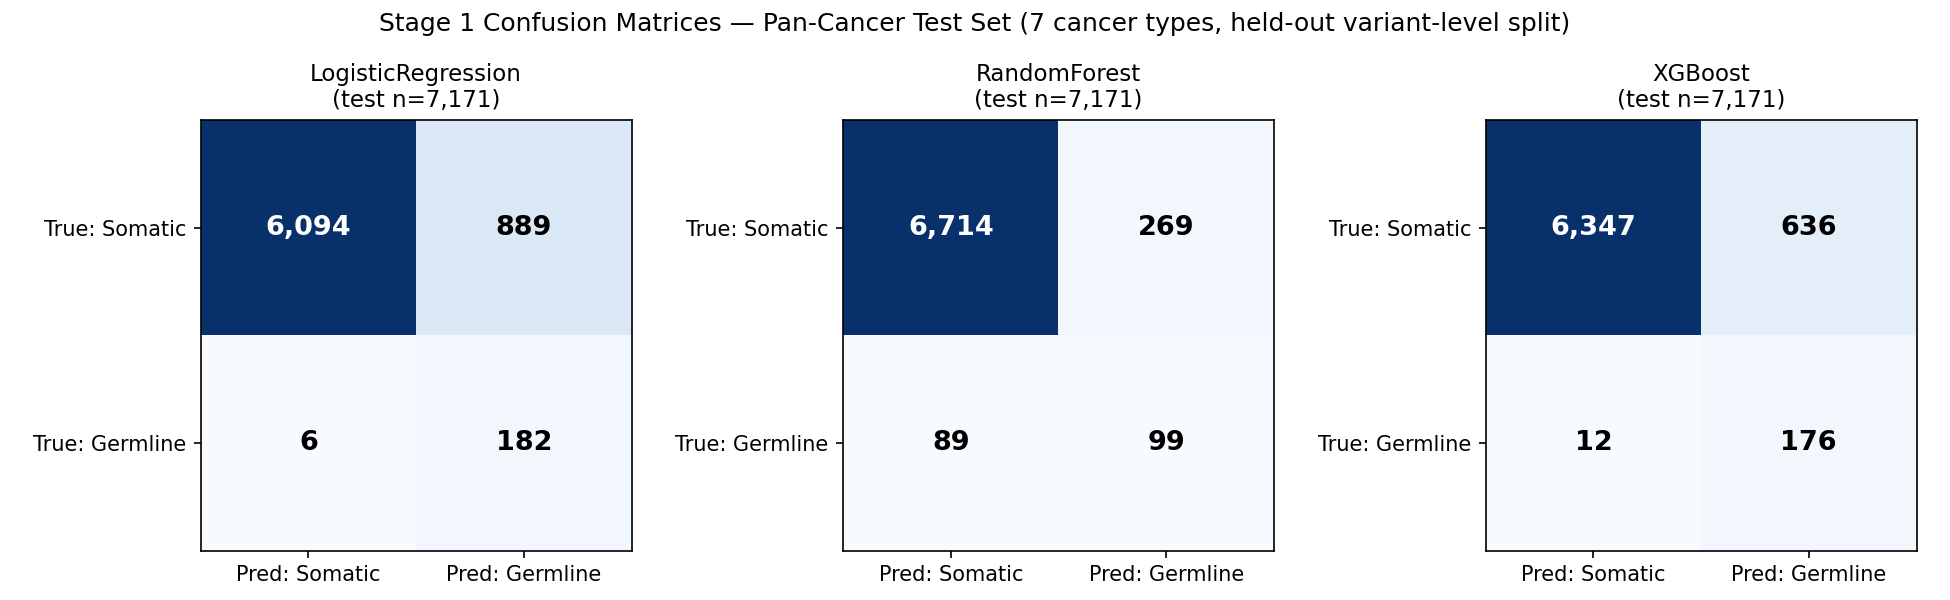 Stage 1 Confusion Matrices — Pan-Cancer Test Set (7 cancer types, held-out variant-level split)
LogisticRegression
(test n=7,171)
True: Somatic
6,094
889
True: Germline
6
182
Pred: Somatic
Pred: Germline
RandomForest
(test n=7,171)
True: Somatic
6,714
269
True: Germline
89
99
Pred: Somatic
Pred: Germline
XGBoost
(test n=7,171)
True: Somatic
6,347
636
True: Germline
12
176
Pred: Somatic
Pred: Germline